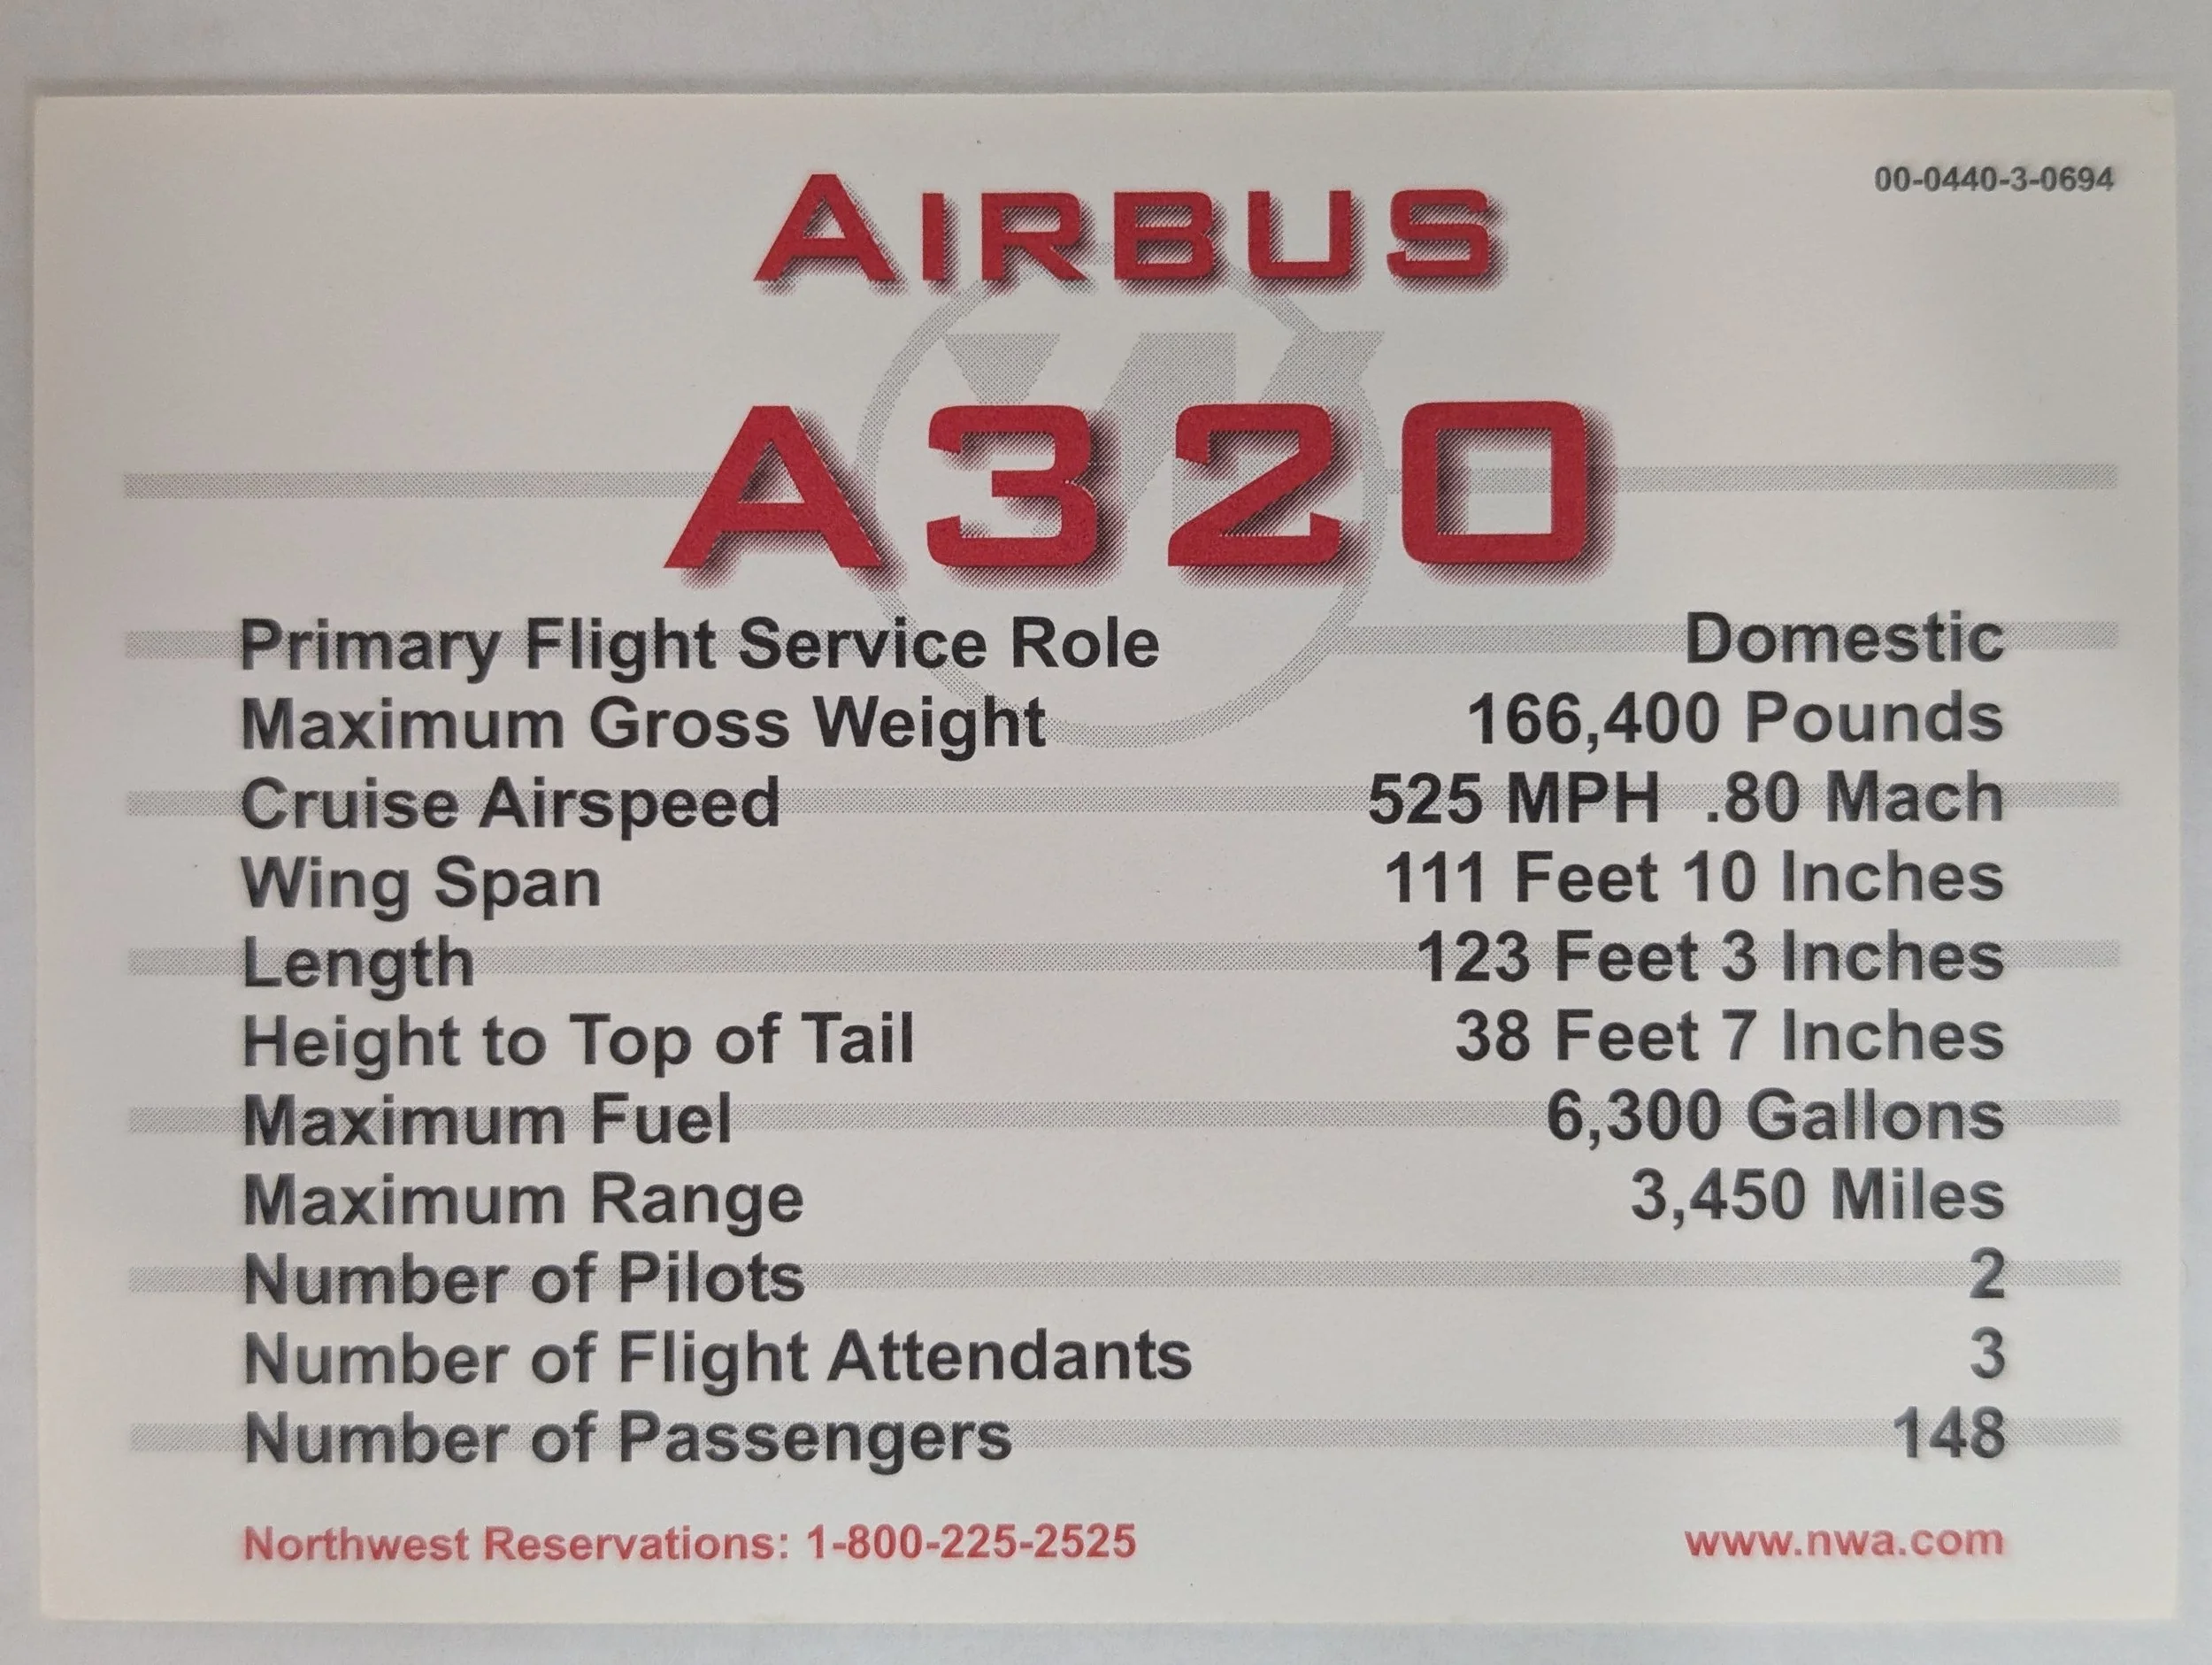 00-0440-3-0694
AIRBUS
A320
Primary Flight Service Role Domestic
Maximum Gross Weight 166,400 Pounds
Cruise Airspeed 525 MPH .80 Mach
Wing Span 111 Feet 10 Inches
Length 123 Feet 3 Inches
Height to Top of Tail 38 Feet 7 Inches
Maximum Fuel 6,300 Gallons
Maximum Range 3,450 Miles
Number of Pilots 2
Number of Flight Attendants 3
Number of Passengers 148
Northwest Reservations: 1-800-225-2525 www.nwa.com